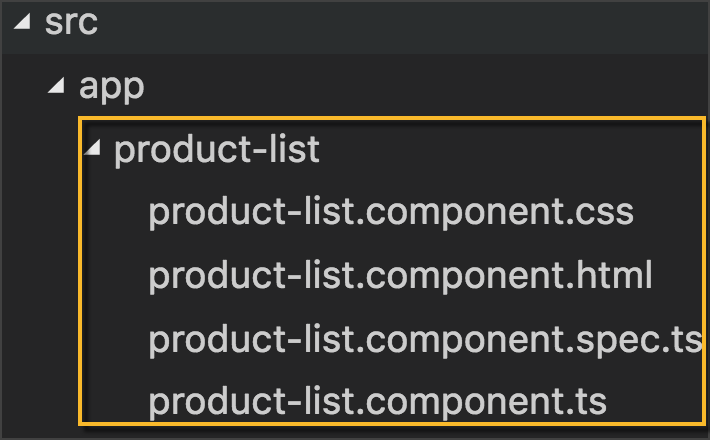 src
app
product-list
product-list.component.css
product-list.component.html
product-list.component.spec.ts
product-list.component.ts